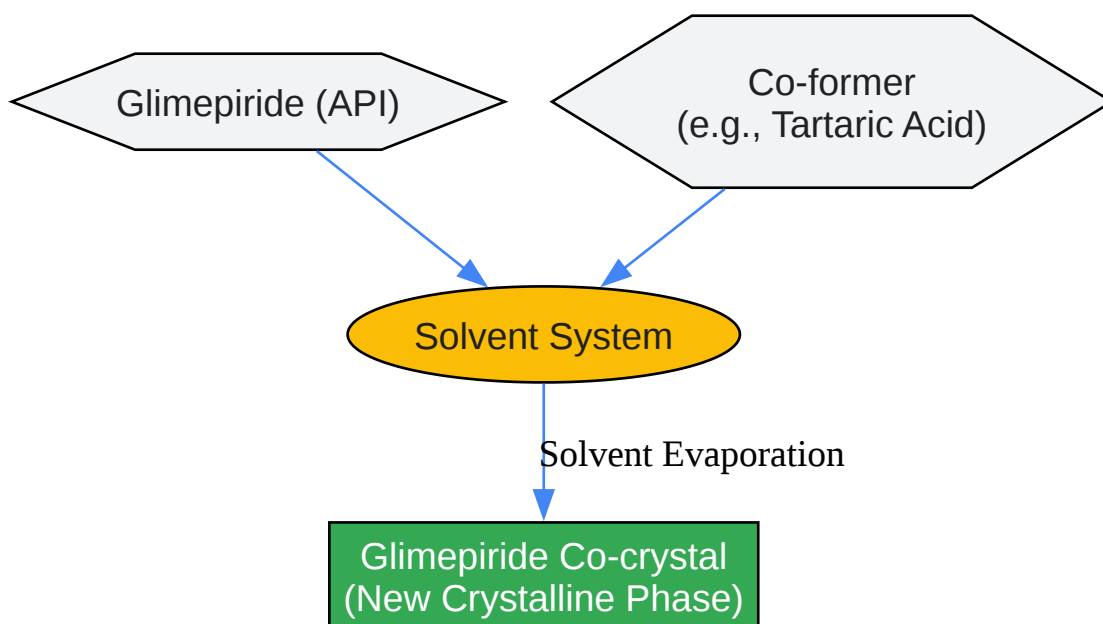 Glimepiride (API)
Co-former
(e.g., Tartaric Acid)
Solvent System
Solvent Evaporation
Glimepiride Co-crystal
(New Crystalline Phase)